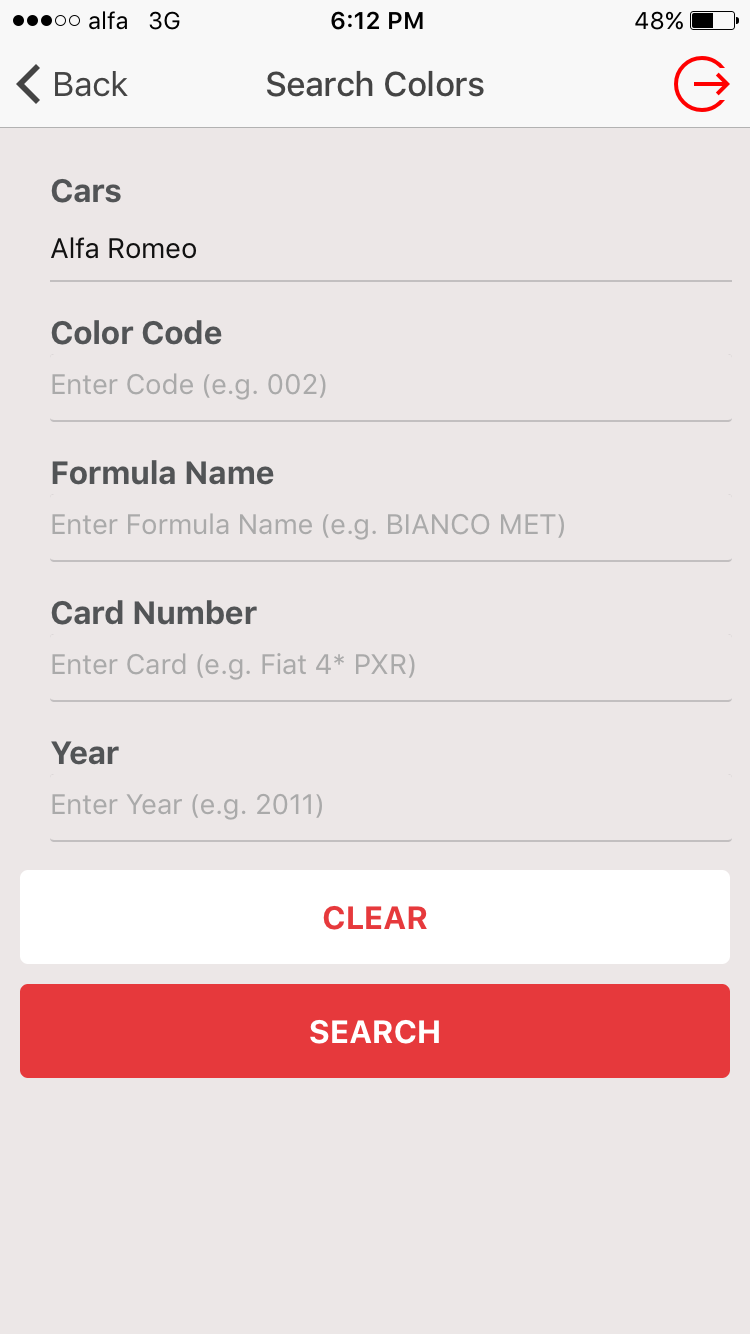 alfa 3G 6:12 PM 48%
Back Search Colors
Cars
Alfa Romeo
Color Code
Enter Code (e.g. 002)
Formula Name
Enter Formula Name (e.g. BIANCO MET)
Card Number
Enter Card (e.g. Fiat 4* PXR)
Year
Enter Year (e.g. 2011)
CLEAR
SEARCH